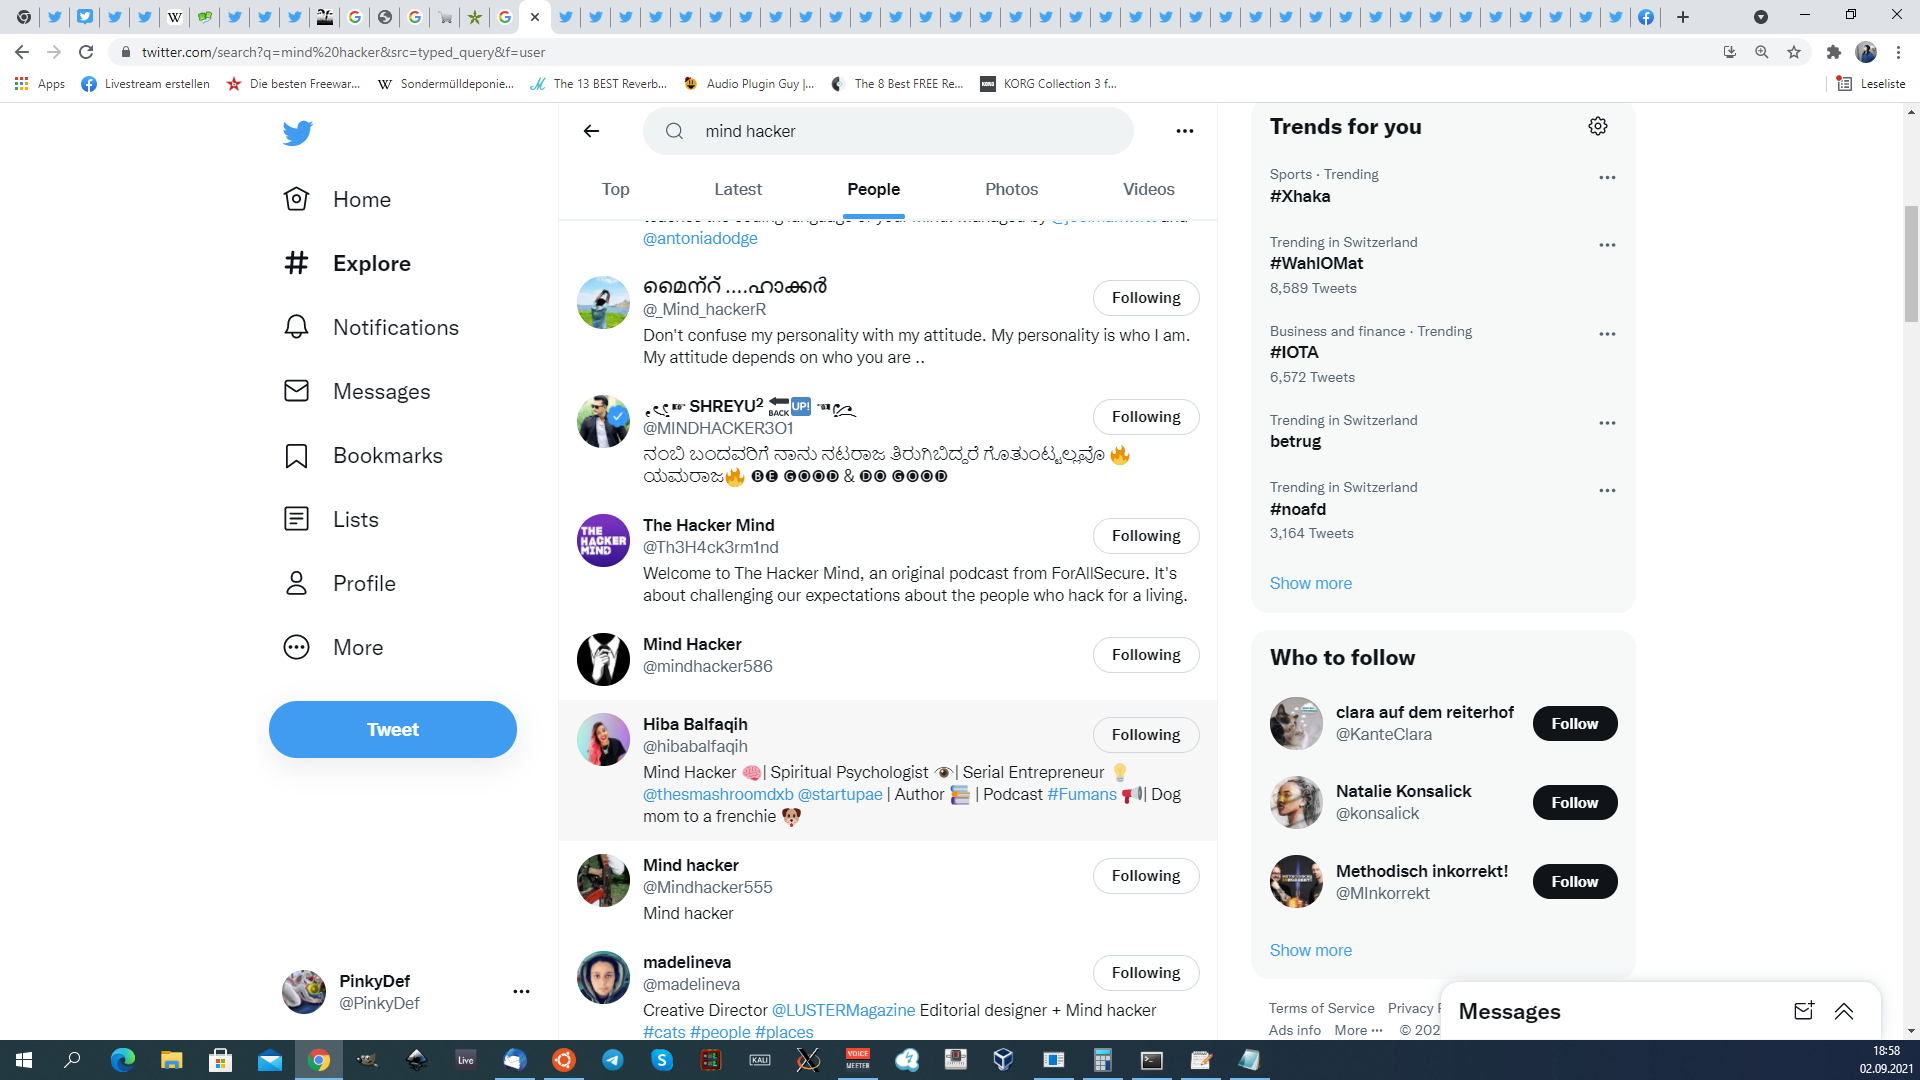 twitter.com/search?q=mind%20hacker&src=typed_query&f=user
Apps
Livestream erstellen
Die besten Freewar...
Sondermülldeponie...
The 13 BEST Reverb...
Audio Plugin Guy |...
The 8 Best FREE Re...
KORG Collection 3 f...
Leseliste
Home
Explore
Notifications
Messages
Bookmarks
Lists
Profile
More
Tweet
PinkyDef
@PinkyDef
mind hacker
Top
Latest
People
Photos
Videos
@antoniadodge
മൈന്റ് ....ഹാക്കർ
@_Mind_hackerR
Following
Don't confuse my personality with my attitude. My personality is who I am.
My attitude depends on who you are ..
SHREYU² 🔙🆙
@MINDHACKER3O1
Following
ನಂಬಿ ಬಂದವರಿಗೆ ನಾನು ನಟರಾಜ ತಿರುಗಿಬಿದ್ದರೆ ಗೊತುಂಟ್ಟಲ್ಲವೊ 🔥
ಯಮರಾಜ🔥 🅑🅔 🅖🅞🅞🅓 & 🅓🅞 🅖🅞🅞🅓
THE HACKER MIND
The Hacker Mind
@Th3H4ck3rm1nd
Following
Welcome to The Hacker Mind, an original podcast from ForAllSecure. It's
about challenging our expectations about the people who hack for a living.
Mind Hacker
@mindhacker586
Following
Hiba Balfaqih
@hibabalfaqih
Following
Mind Hacker 🧠| Spiritual Psychologist 👁| Serial Entrepreneur 💡
@thesmashroomdxb @startupae | Author 📚 | Podcast #Fumans 📢| Dog
mom to a frenchie 🐶
Mind hacker
@Mindhacker555
Following
Mind hacker
madelineva
@madelineva
Following
Creative Director @LUSTERMagazine Editorial designer + Mind hacker
#cats #people #places
Trends for you
Sports · Trending
#Xhaka
Trending in Switzerland
#WahlOMat
8,589 Tweets
Business and finance · Trending
#IOTA
6,572 Tweets
Trending in Switzerland
betrug
Trending in Switzerland
#noafd
3,164 Tweets
Show more
Who to follow
clara auf dem reiterhof
@KanteClara
Follow
Natalie Konsalick
@konsalick
Follow
Methodisch inkorrekt!
@MInkorrekt
Follow
Show more
Terms of Service
Ads info More ···
Messages
Live
KALI
VOICE MEETER
18:58
02.09.2021